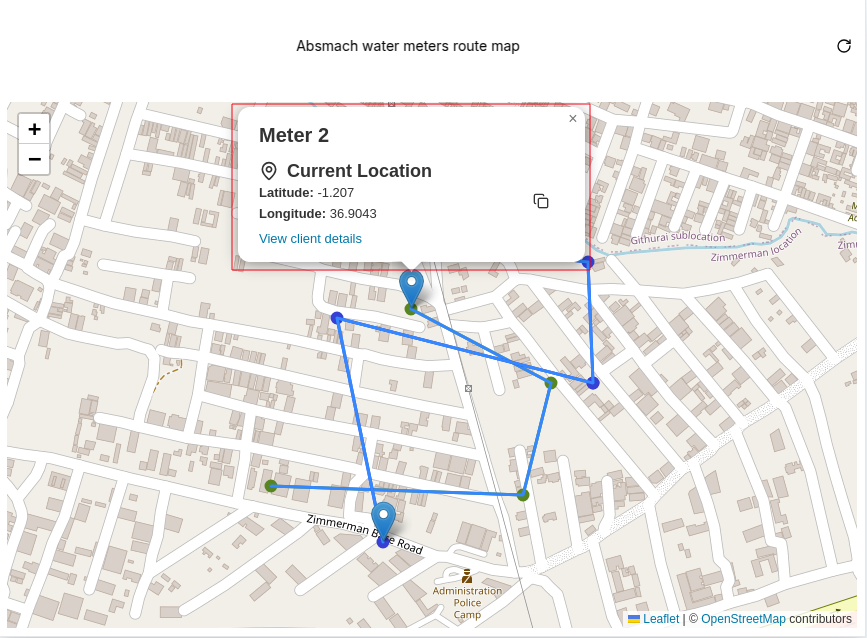 Absmach water meters route map
+
−
×
Meter 2
Current Location
Latitude: -1.207
Longitude: 36.9043
View client details
Githurai sublocation
Zimmerman location
Zimmerman B se Road
Administration
Police
Camp
Leaflet | © OpenStreetMap contributors